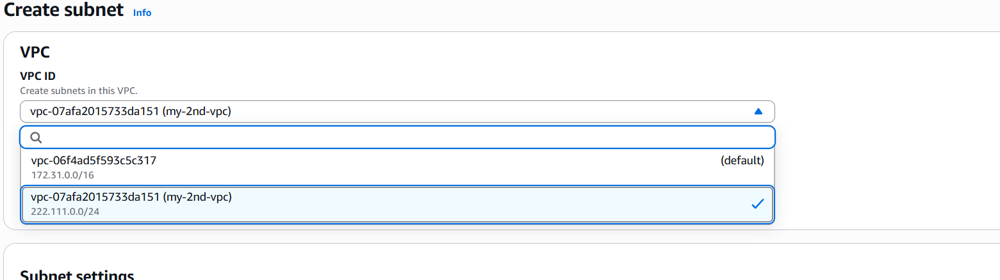 Create subnet Info
VPC
VPC ID
Create subnets in this VPC.
vpc-07afa2015733da151 (my-2nd-vpc)
vpc-06f4ad5f593c5c317 (default)
172.31.0.0/16
vpc-07afa2015733da151 (my-2nd-vpc)
222.111.0.0/24
Subnet settings